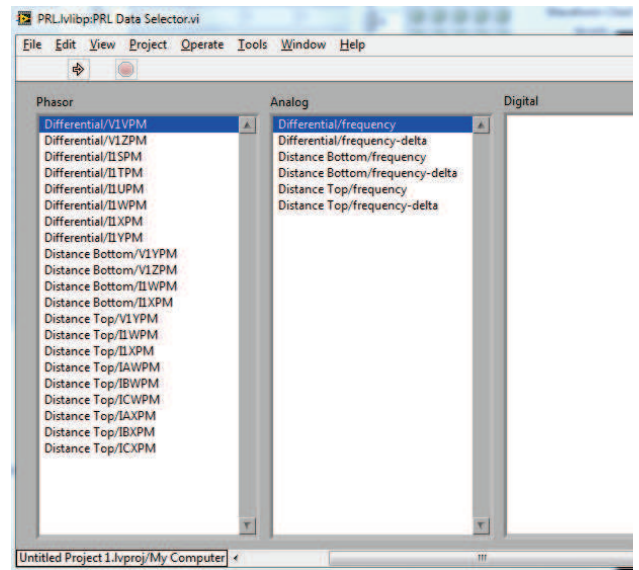 PRL.lvlibp:PRL Data Selector.vi
File Edit View Project Operate Tools Window Help
Phasor
Differential/V1VPM
Differential/V1ZPM
Differential/I1SPM
Differential/I1TPM
Differential/I1UPM
Differential/I1WPM
Differential/I1XPM
Differential/I1YPM
Distance Bottom/V1YPM
Distance Bottom/V1ZPM
Distance Bottom/I1WPM
Distance Bottom/I1XPM
Distance Top/V1YPM
Distance Top/I1WPM
Distance Top/I1XPM
Distance Top/IAWPM
Distance Top/IBWPM
Distance Top/ICWPM
Distance Top/IAXPM
Distance Top/IBXPM
Distance Top/ICXPM
Analog
Differential/frequency
Differential/frequency-delta
Distance Bottom/frequency
Distance Bottom/frequency-delta
Distance Top/frequency
Distance Top/frequency-delta
Digital
Untitled Project 1.lvproj/My Computer